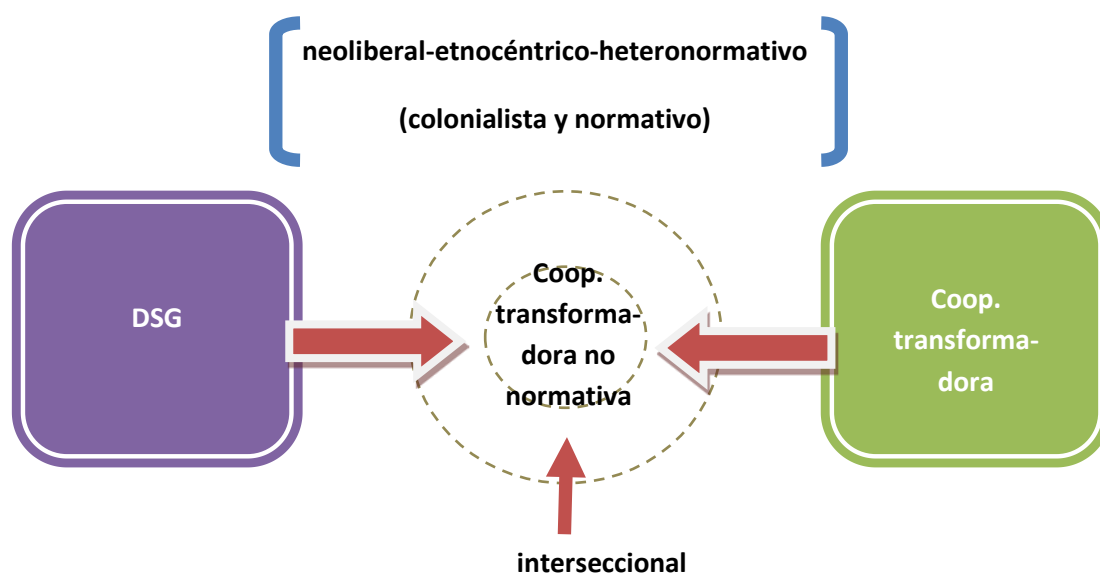 neoliberal-etnocéntrico-heteronormativo
(colonialista y normativo)
DSG
Coop.
transforma-
dora no
normativa
Coop.
transforma-
dora
interseccional